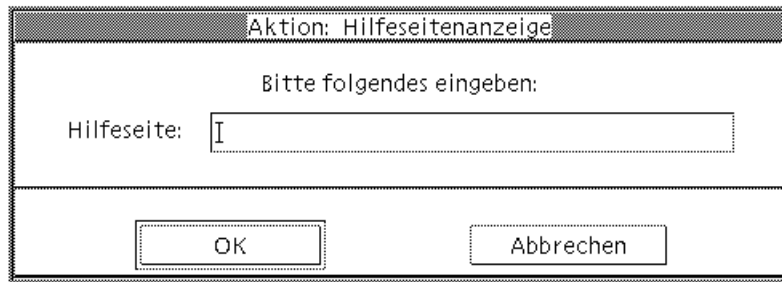 Aktion: Hilfeseitenanzeige
Bitte folgendes eingeben:
Hilfeseite:
OK Abbrechen